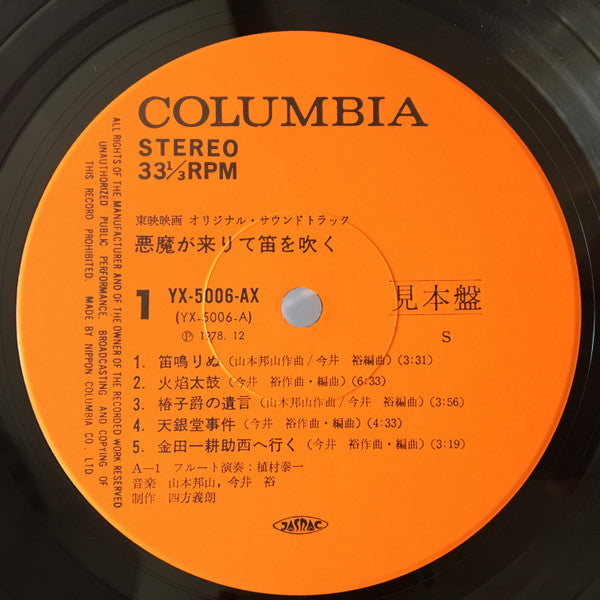 COLUMBIA
STEREO
33⅓RPM
東映映画 オリジナル・サウンドトラック
悪魔が来りて笛を吹く
1 YX-5006-AX 見本盤
(YX-5006-A) S
Ⓟ 1978. 12
1. 笛鳴りぬ (山本邦山作曲/今井 裕編曲) (3:31)
2. 火焰太鼓 (今井 裕作曲・編曲) (6:33)
3. 椿子爵の遺言 (山本邦山作曲/今井 裕編曲) (3:56)
4. 天銀堂事件 (今井 裕作曲・編曲) (4:33)
5. 金田一耕助西へ行く (今井 裕作曲・編曲) (3:19)
A—1 フルート演奏:植村泰一
音楽 山本邦山,今井 裕
制作 四方義朗
JASRAC
ALL RIGHTS OF THE MANUFACTURER AND OF THE OWNER OF THE RECORDED WORK RESERVED
UNAUTHORIZED PUBLIC PERFORMANCE, BROADCASTING AND COPYING OF
THIS RECORD PROHIBITED. MADE BY NIPPON COLUMBIA CO., LTD